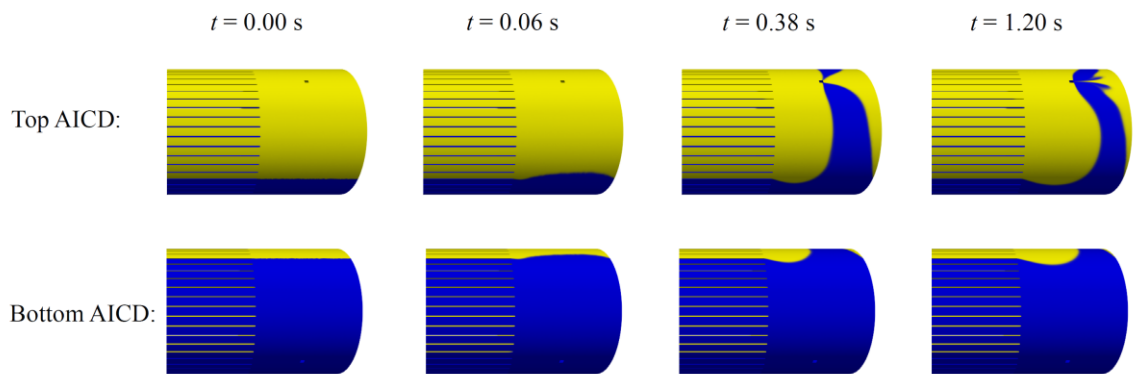 t = 0.00 s t = 0.06 s t = 0.38 s t = 1.20 s
Top AICD:
Bottom AICD: